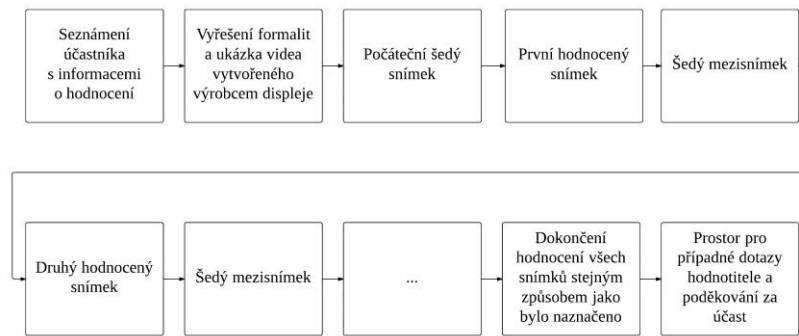 Seznámení
účastníka
s informacemi
o hodnocení
Vyřešení formalit
a ukázka videa
vytvořeného
výrobcem displeje
Počáteční šedý
snímek
První hodnocený
snímek
Šedý mezisnímek
Druhý hodnocený
snímek
Šedý mezisnímek
...
Dokončení
hodnocení všech
snímků stejným
způsobem jako
bylo naznačeno
Prostor pro
případné dotazy
hodnotitele a
poděkování za
účast